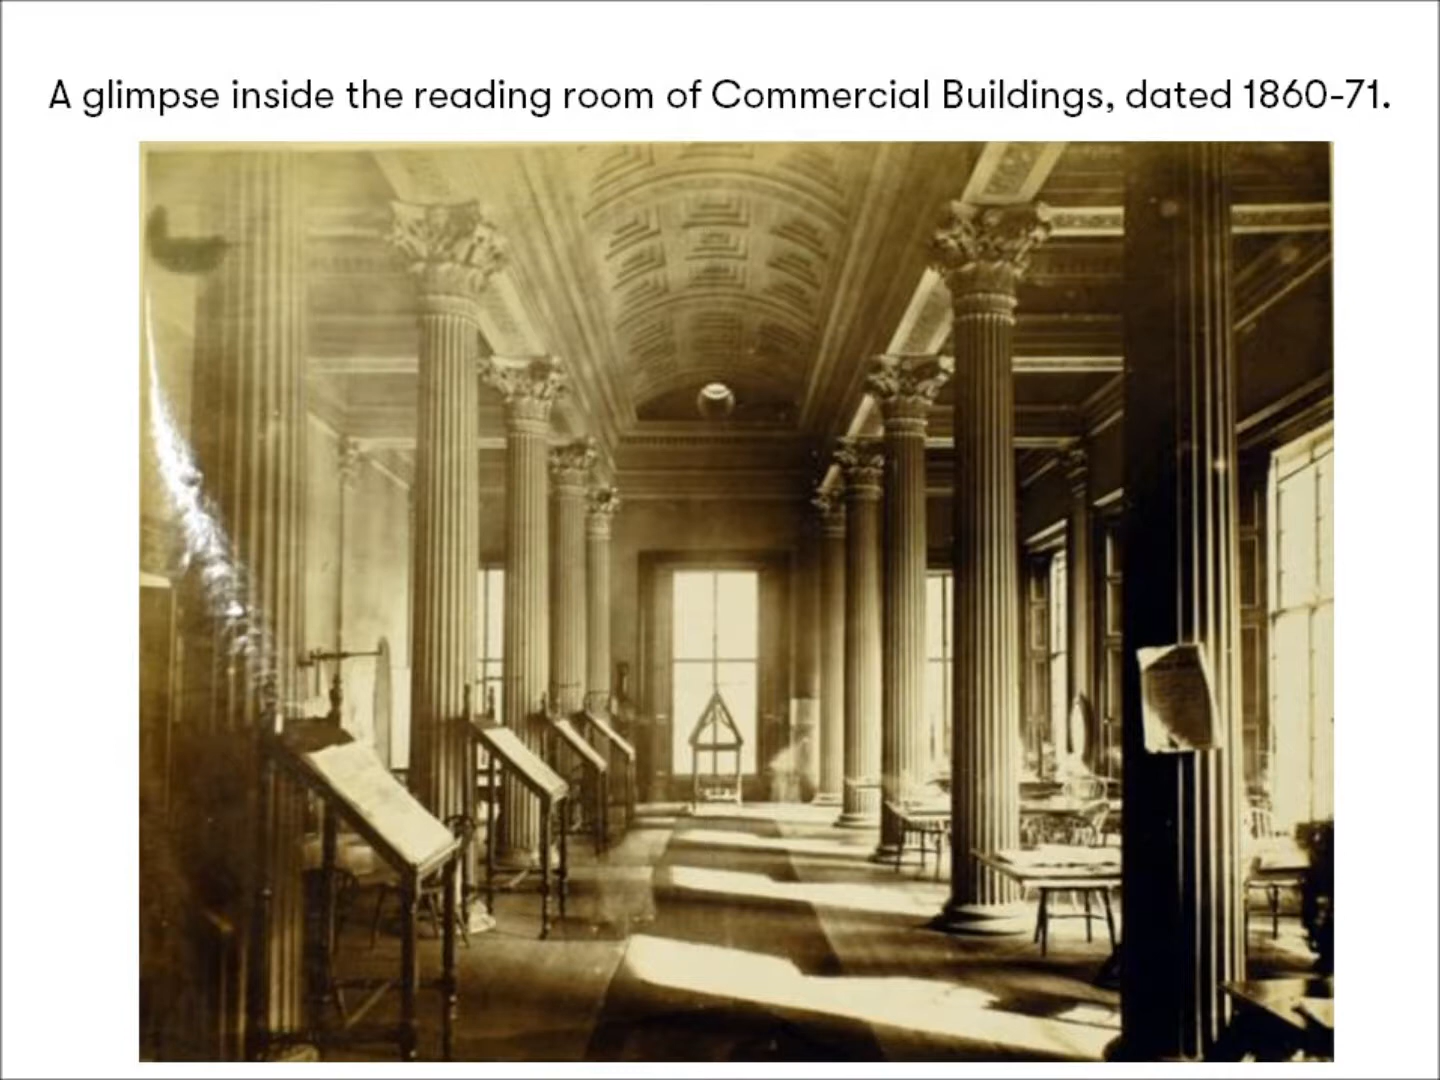 A glimpse inside the reading room of Commercial Buildings, dated 1860-71.